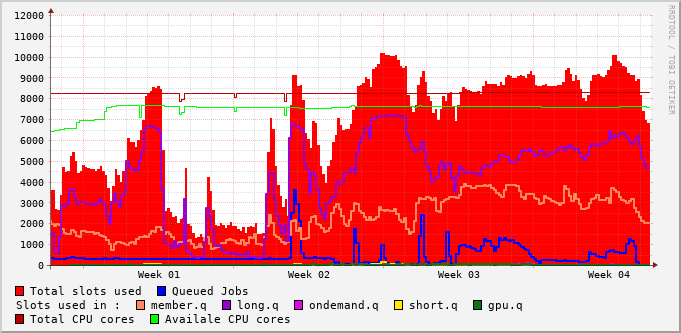 RRDTOOL / TOBI OETIKER
12000
11000
10000
9000
8000
7000
6000
5000
4000
3000
2000
1000
0
Week 01 Week 02 Week 03 Week 04
Total slots used Queued Jobs
Slots used in : member.q long.q ondemand.q short.q gpu.q
Total CPU cores Availale CPU cores